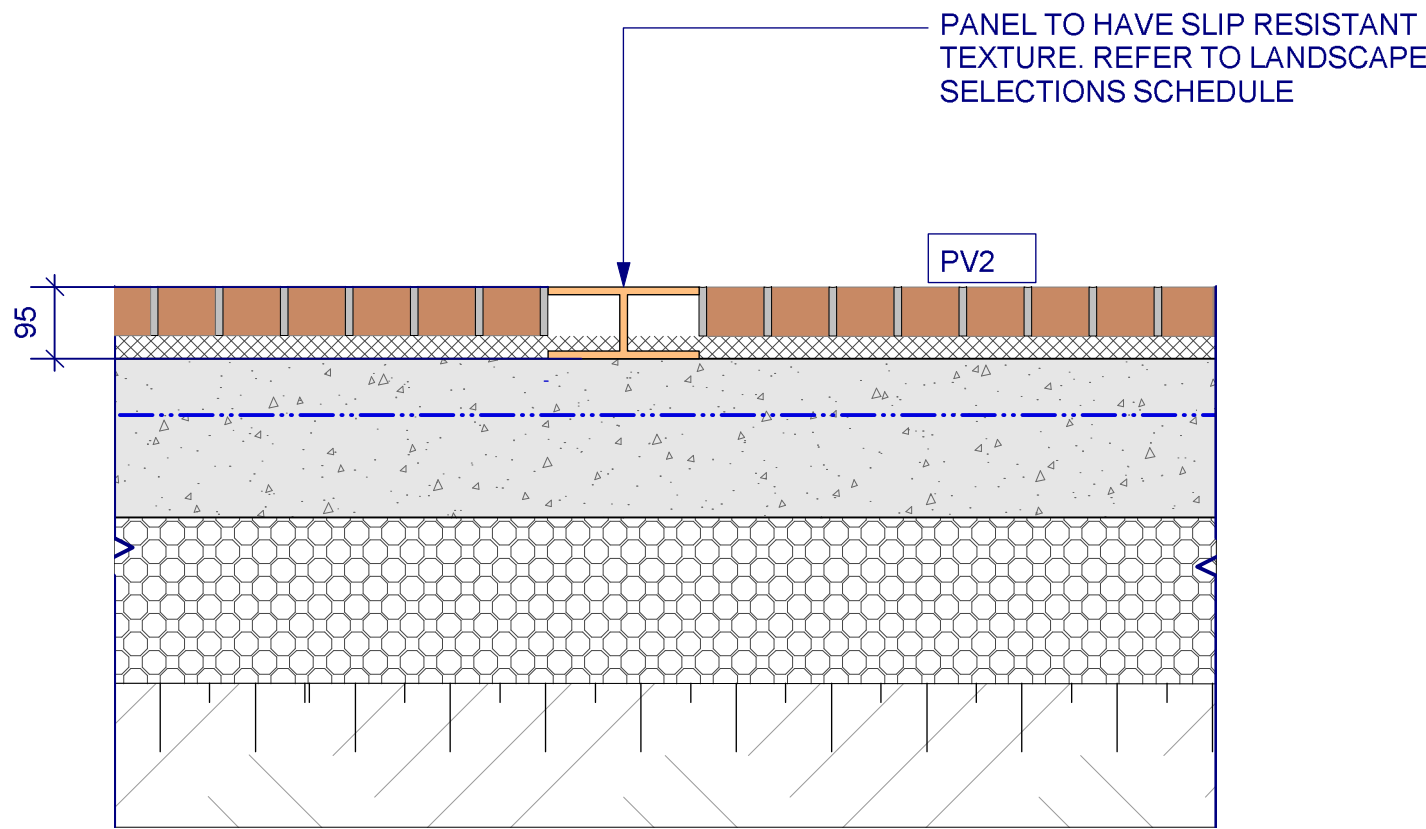 PANEL TO HAVE SLIP RESISTANT
TEXTURE. REFER TO LANDSCAPE
SELECTIONS SCHEDULE
PV2
95